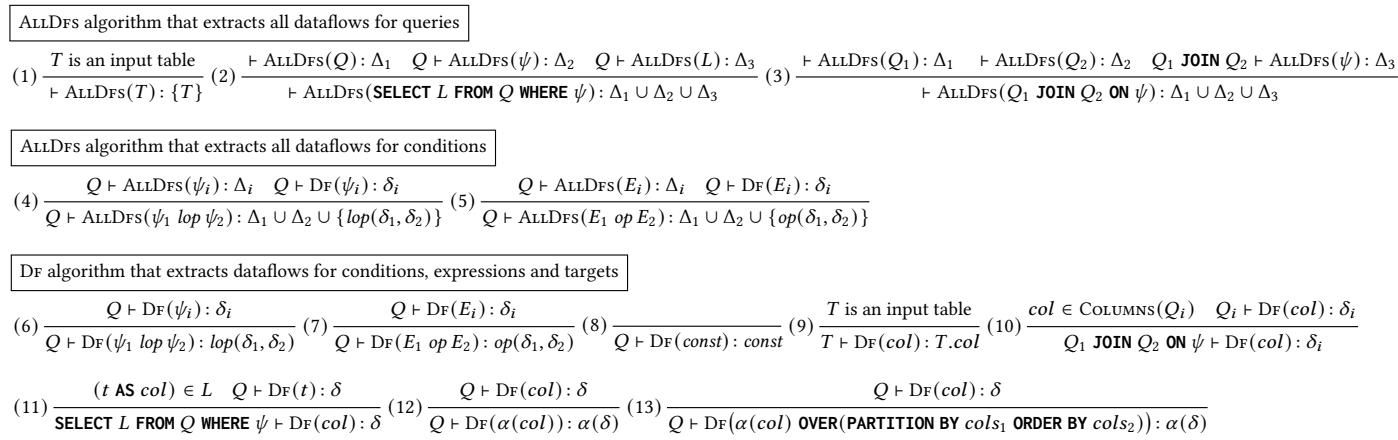 ALLDFS algorithm that extracts all dataflows for queries
(1) T is an input table / ⊢ ALLDFS(T): {T} (2) ⊢ ALLDFS(Q): Δ₁ Q ⊢ ALLDFS(ψ): Δ₂ Q ⊢ ALLDFS(L): Δ₃ / ⊢ ALLDFS(SELECT L FROM Q WHERE ψ): Δ₁ ∪ Δ₂ ∪ Δ₃ (3) ⊢ ALLDFS(Q₁): Δ₁ ⊢ ALLDFS(Q₂): Δ₂ Q₁ JOIN Q₂ ⊢ ALLDFS(ψ): Δ₃ / ⊢ ALLDFS(Q₁ JOIN Q₂ ON ψ): Δ₁ ∪ Δ₂ ∪ Δ₃
ALLDFS algorithm that extracts all dataflows for conditions
(4) Q ⊢ ALLDFS(ψᵢ): Δᵢ Q ⊢ DF(ψᵢ): δᵢ / Q ⊢ ALLDFS(ψ₁ lop ψ₂): Δ₁ ∪ Δ₂ ∪ {lop(δ₁, δ₂)} (5) Q ⊢ ALLDFS(Eᵢ): Δᵢ Q ⊢ DF(Eᵢ): δᵢ / Q ⊢ ALLDFS(E₁ op E₂): Δ₁ ∪ Δ₂ ∪ {op(δ₁, δ₂)}
DF algorithm that extracts dataflows for conditions, expressions and targets
(6) Q ⊢ DF(ψᵢ): δᵢ / Q ⊢ DF(ψ₁ lop ψ₂): lop(δ₁, δ₂) (7) Q ⊢ DF(Eᵢ): δᵢ / Q ⊢ DF(E₁ op E₂): op(δ₁, δ₂) (8) Q ⊢ DF(const): const (9) T is an input table / T ⊢ DF(col): T.col (10) col ∈ COLUMNS(Qᵢ) Qᵢ ⊢ DF(col): δᵢ / Q₁ JOIN Q₂ ON ψ ⊢ DF(col): δᵢ
(11) (t AS col) ∈ L Q ⊢ DF(t): δ / SELECT L FROM Q WHERE ψ ⊢ DF(col): δ (12) Q ⊢ DF(col): δ / Q ⊢ DF(α(col)): α(δ) (13) Q ⊢ DF(col): δ / Q ⊢ DF(α(col) OVER(PARTITION BY cols₁ ORDER BY cols₂)): α(δ)